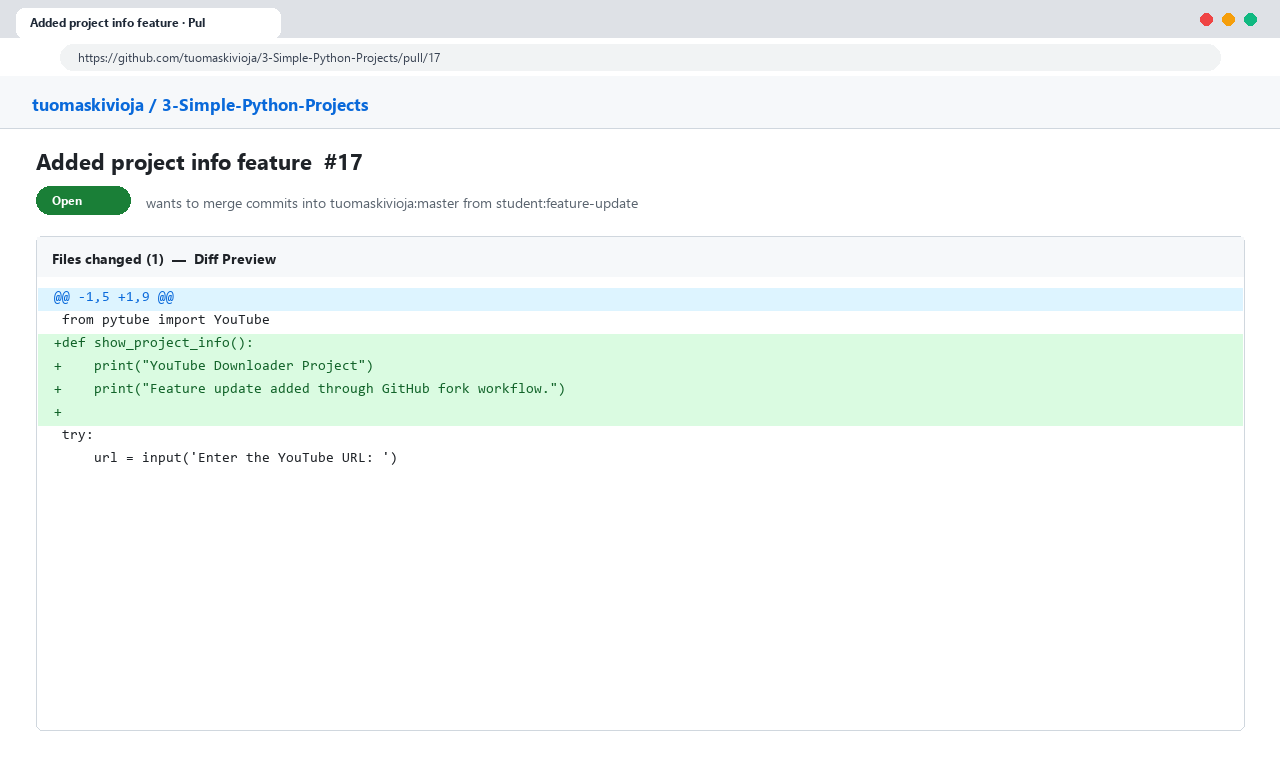 Added project info feature · Pul
https://github.com/tuomaskivioja/3-Simple-Python-Projects/pull/17
tuomaskivioja / 3-Simple-Python-Projects
Added project info feature  #17
Open
wants to merge commits into tuomaskivioja:master from student:feature-update
Files changed (1)  —  Diff Preview
@@ -1,5 +1,9 @@
 from pytube import YouTube
+def show_project_info():
+    print("YouTube Downloader Project")
+    print("Feature update added through GitHub fork workflow.")
+
 try:
     url = input('Enter the YouTube URL: ')